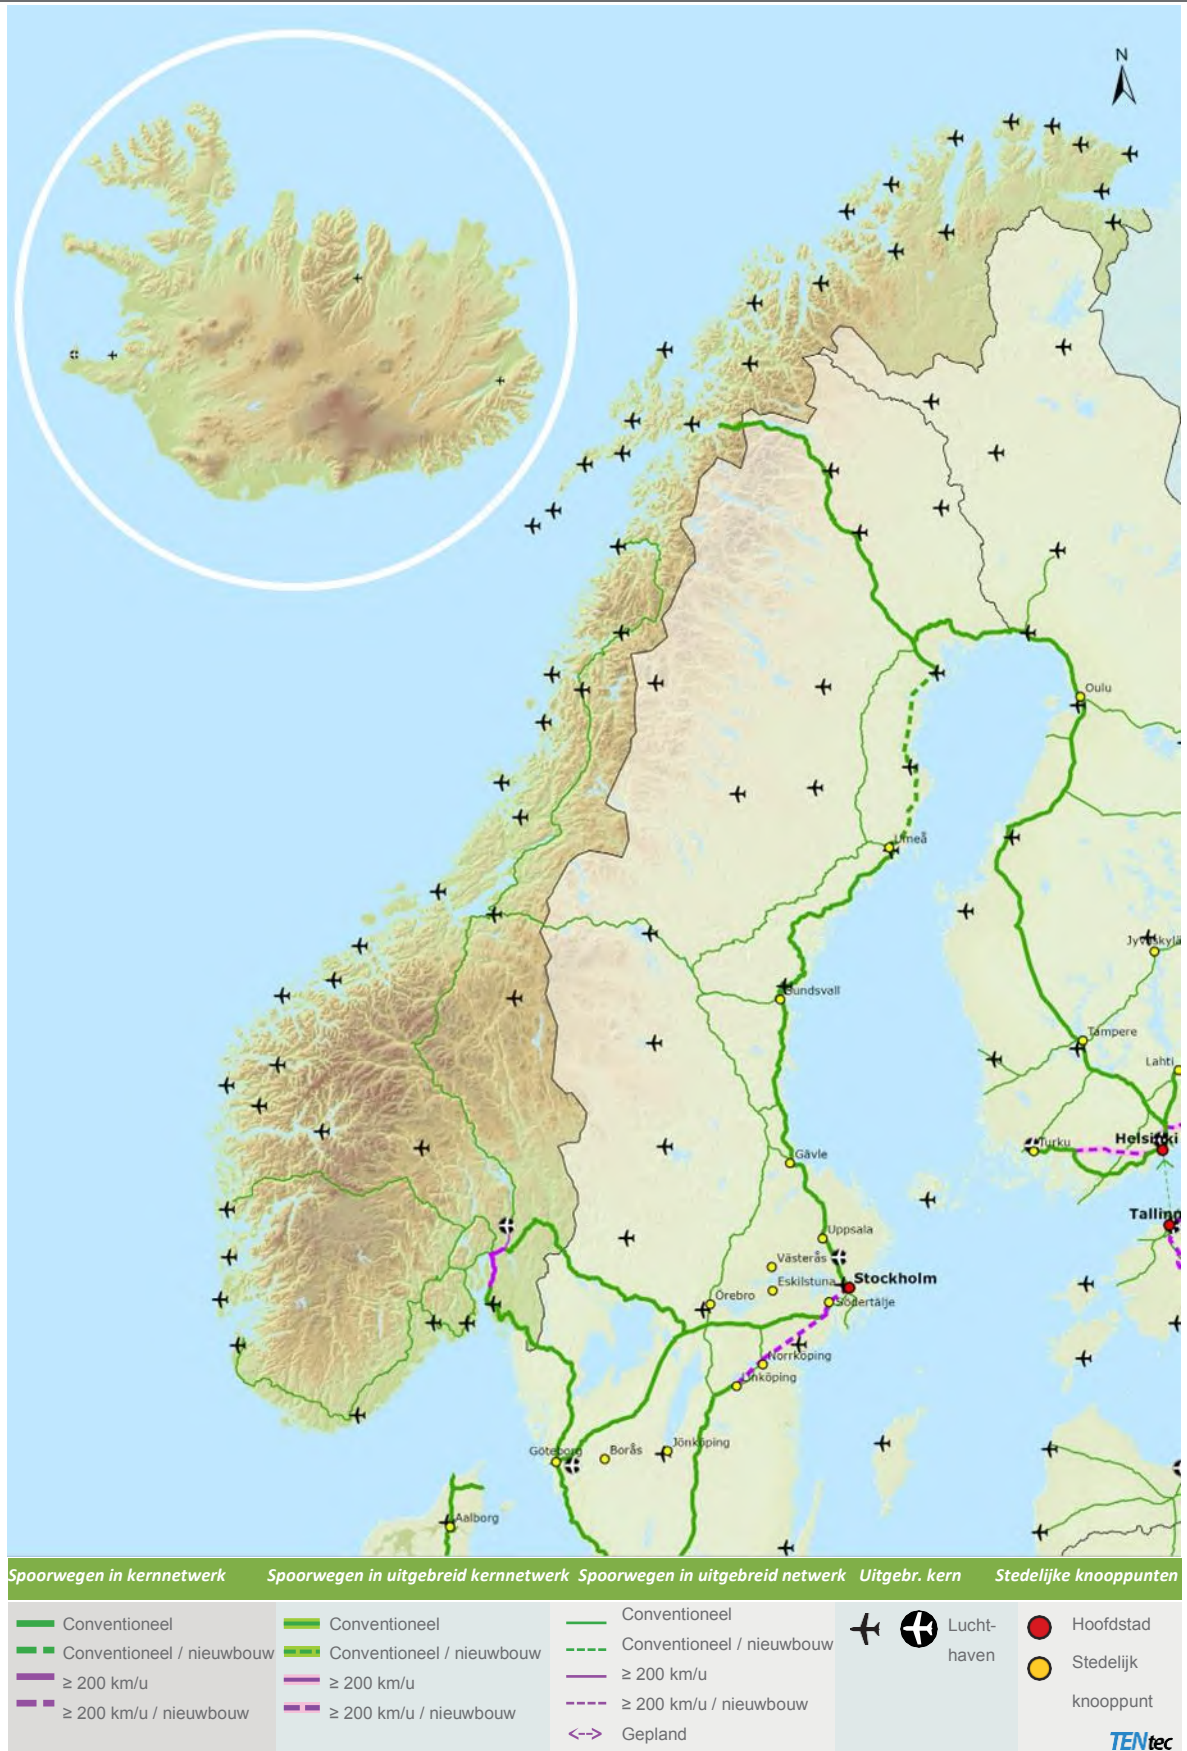 N
Oulu
Umeå
Jyväskylä
Sundsvall
Tampere
Lahti
Turku
Helsinki
Gävle
Tallinn
Uppsala
Västerås
Eskilstuna
Stockholm
Örebro
Södertälje
Norrköping
Linköping
Göteborg
Borås
Jönköping
Aalborg
Spoorwegen in kernnetwerk Spoorwegen in uitgebreid kernnetwerk Spoorwegen in uitgebreid netwerk Uitgebr. kern Stedelijke knooppunten
Conventioneel
Conventioneel / nieuwbouw
≥ 200 km/u
≥ 200 km/u / nieuwbouw
Conventioneel
Conventioneel / nieuwbouw
≥ 200 km/u
≥ 200 km/u / nieuwbouw
Conventioneel
Conventioneel / nieuwbouw
≥ 200 km/u
≥ 200 km/u / nieuwbouw
Gepland
Lucht-
haven
Hoofdstad
Stedelijk
knooppunt
TENtec